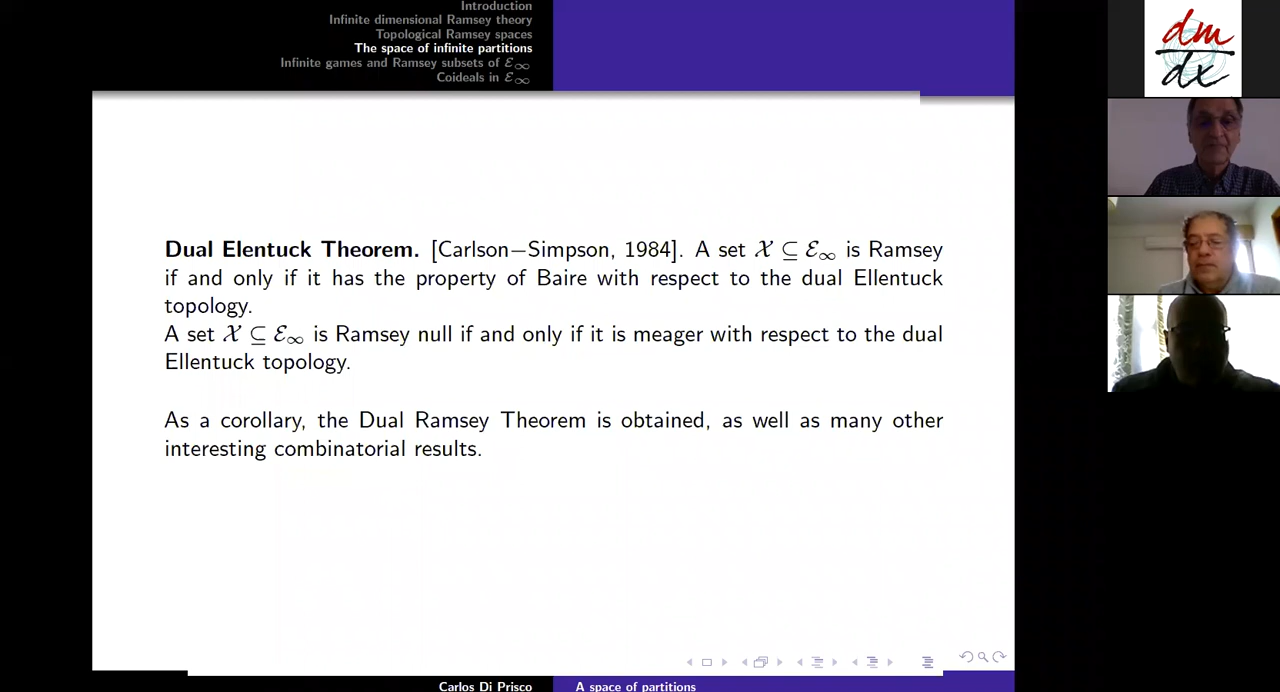 Introduction
Infinite dimensional Ramsey theory
Topological Ramsey spaces
The space of infinite partitions
Infinite games and Ramsey subsets of ℰ∞
Coideals in ℰ∞
dm
dx
Dual Elentuck Theorem. [Carlson−Simpson, 1984]. A set 𝒳 ⊆ ℰ∞ is Ramsey
if and only if it has the property of Baire with respect to the dual Ellentuck
topology.
A set 𝒳 ⊆ ℰ∞ is Ramsey null if and only if it is meager with respect to the dual
Ellentuck topology.
As a corollary, the Dual Ramsey Theorem is obtained, as well as many other
interesting combinatorial results.
Carlos Di Prisco
A space of partitions